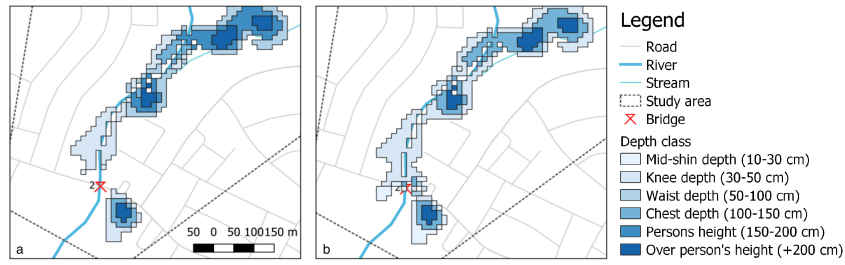 Legend
Road
River
Stream
Study area
Bridge
Depth class
Mid-shin depth (10-30 cm)
Knee depth (30-50 cm)
Waist depth (50-100 cm)
Chest depth (100-150 cm)
Persons height (150-200 cm)
Over person's height (+200 cm)
2
2
50 0 50 100150 m
a
b